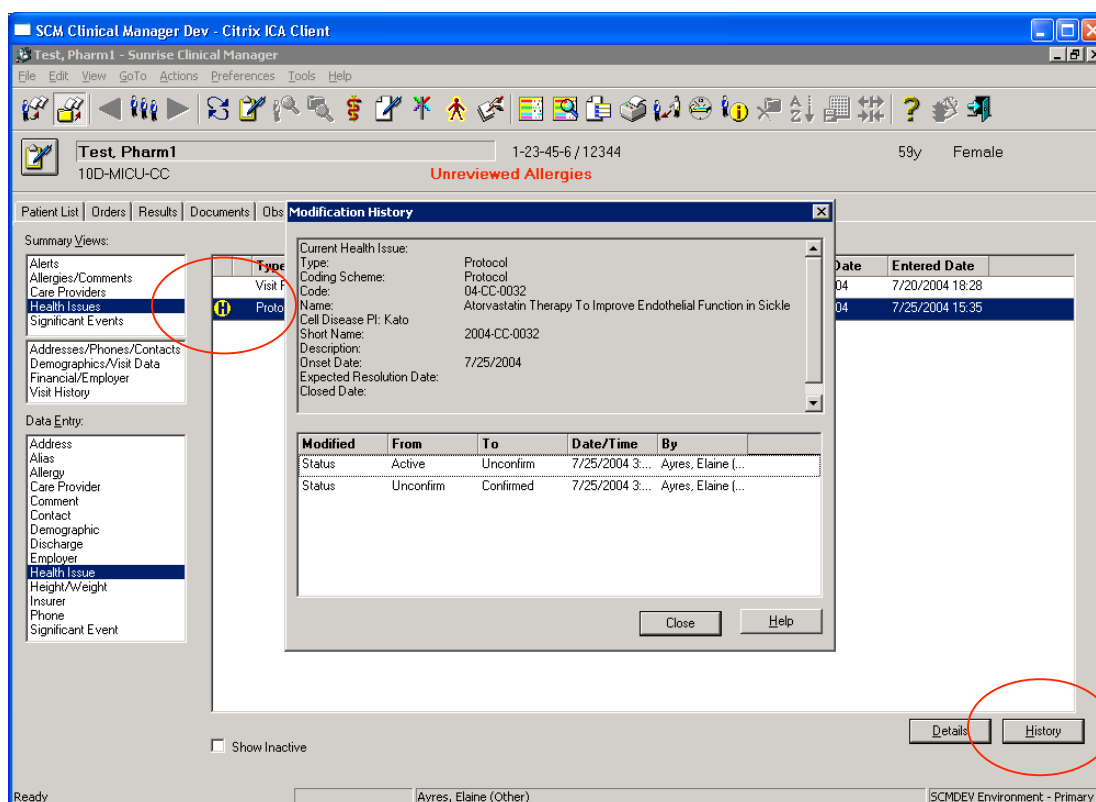 SCM Clinical Manager Dev - Citrix ICA Client
Test, Pharm1 - Sunrise Clinical Manager
File Edit View GoTo Actions Preferences Tools Help
Test, Pharm1 1-23-45-6 / 12344 59y Female
10D-MICU-CC Unreviewed Allergies
Patient List Orders Results Documents Obs
Modification History
Summary Views:
Alerts
Allergies/Comments
Care Providers
Health Issues
Significant Events
Addresses/Phones/Contacts
Demographics/Visit Data
Financial/Employer
Visit History
Data Entry:
Address
Alias
Allergy
Care Provider
Comment
Contact
Demographic
Discharge
Employer
Health Issue
Height/Weight
Insurer
Phone
Significant Event
Type Date Entered Date
Visit F 04 7/20/2004 18:28
H Proto 04 7/25/2004 15:35
Current Health Issue:
Type: Protocol
Coding Scheme: Protocol
Code: 04-CC-0032
Name: Atorvastatin Therapy To Improve Endothelial Function in Sickle
Cell Disease PI: Kato
Short Name: 2004-CC-0032
Description:
Onset Date: 7/25/2004
Expected Resolution Date:
Closed Date:
Modified From To Date/Time By
Status Active Unconfirm 7/25/2004 3:... Ayres, Elaine (...
Status Unconfirm Confirmed 7/25/2004 3:... Ayres, Elaine (...
Close Help
Details History
Show Inactive
Ready Ayres, Elaine (Other) SCMDEV Environment - Primary